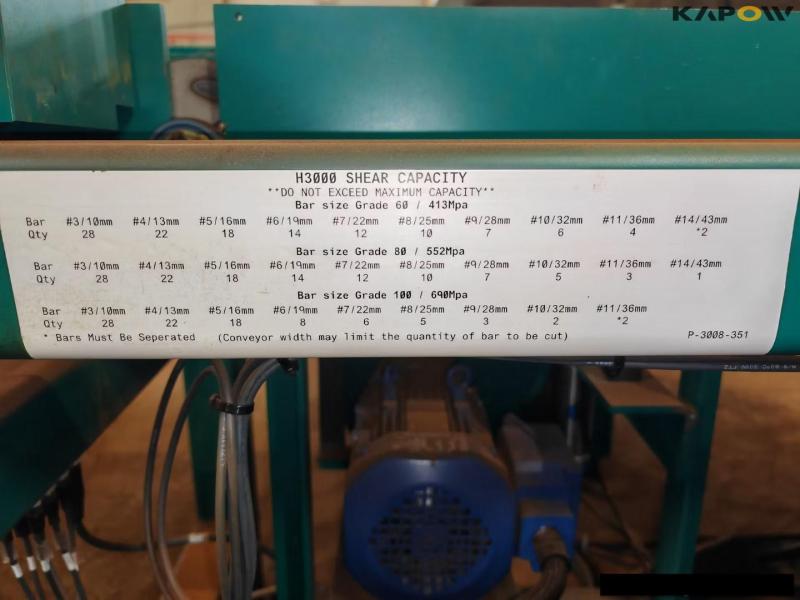 KAPOW
H3000 SHEAR CAPACITY
**DO NOT EXCEED MAXIMUM CAPACITY**
Bar size Grade 60 / 413Mpa
Bar #3/10mm #4/13mm #5/16mm #6/19mm #7/22mm #8/25mm #9/28mm #10/32mm #11/36mm #14/43mm
Qty 28 22 18 14 12 10 7 6 4 *2
Bar size Grade 80 / 552Mpa
Bar #3/10mm #4/13mm #5/16mm #6/19mm #7/22mm #8/25mm #9/28mm #10/32mm #11/36mm #14/43mm
Qty 28 22 18 14 12 10 7 5 3 1
Bar size Grade 100 / 690Mpa
Bar #3/10mm #4/13mm #5/16mm #6/19mm #7/22mm #8/25mm #9/28mm #10/32mm #11/36mm
Qty 28 22 18 8 6 5 3 2 *2
* Bars Must Be Seperated (Conveyor width may limit the quantity of bar to be cut) P-3008-351